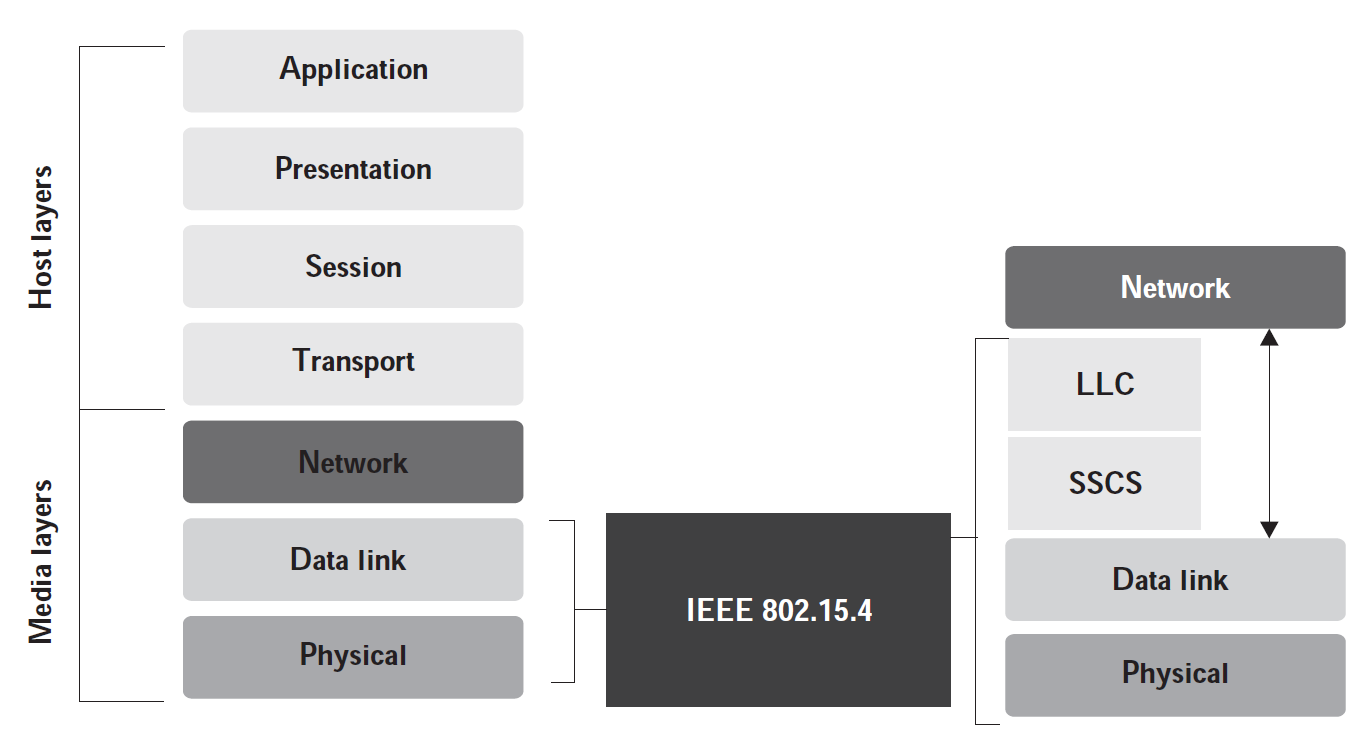 Host layers
Application
Presentation
Session
Transport
Media layers
Network
Data link
Physical
IEEE 802.15.4
Network
LLC
SSCS
Data link
Physical